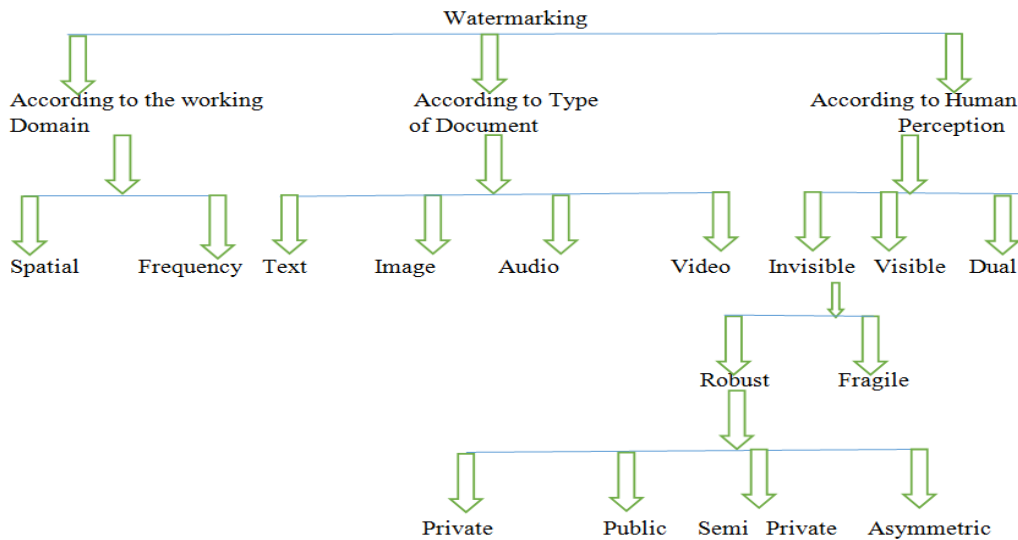 Watermarking
According to the working
Domain
According to Type
of Document
According to Human
Perception
Spatial
Frequency
Text
Image
Audio
Video
Invisible
Visible
Dual
Robust
Fragile
Private
Public
Semi Private
Asymmetric